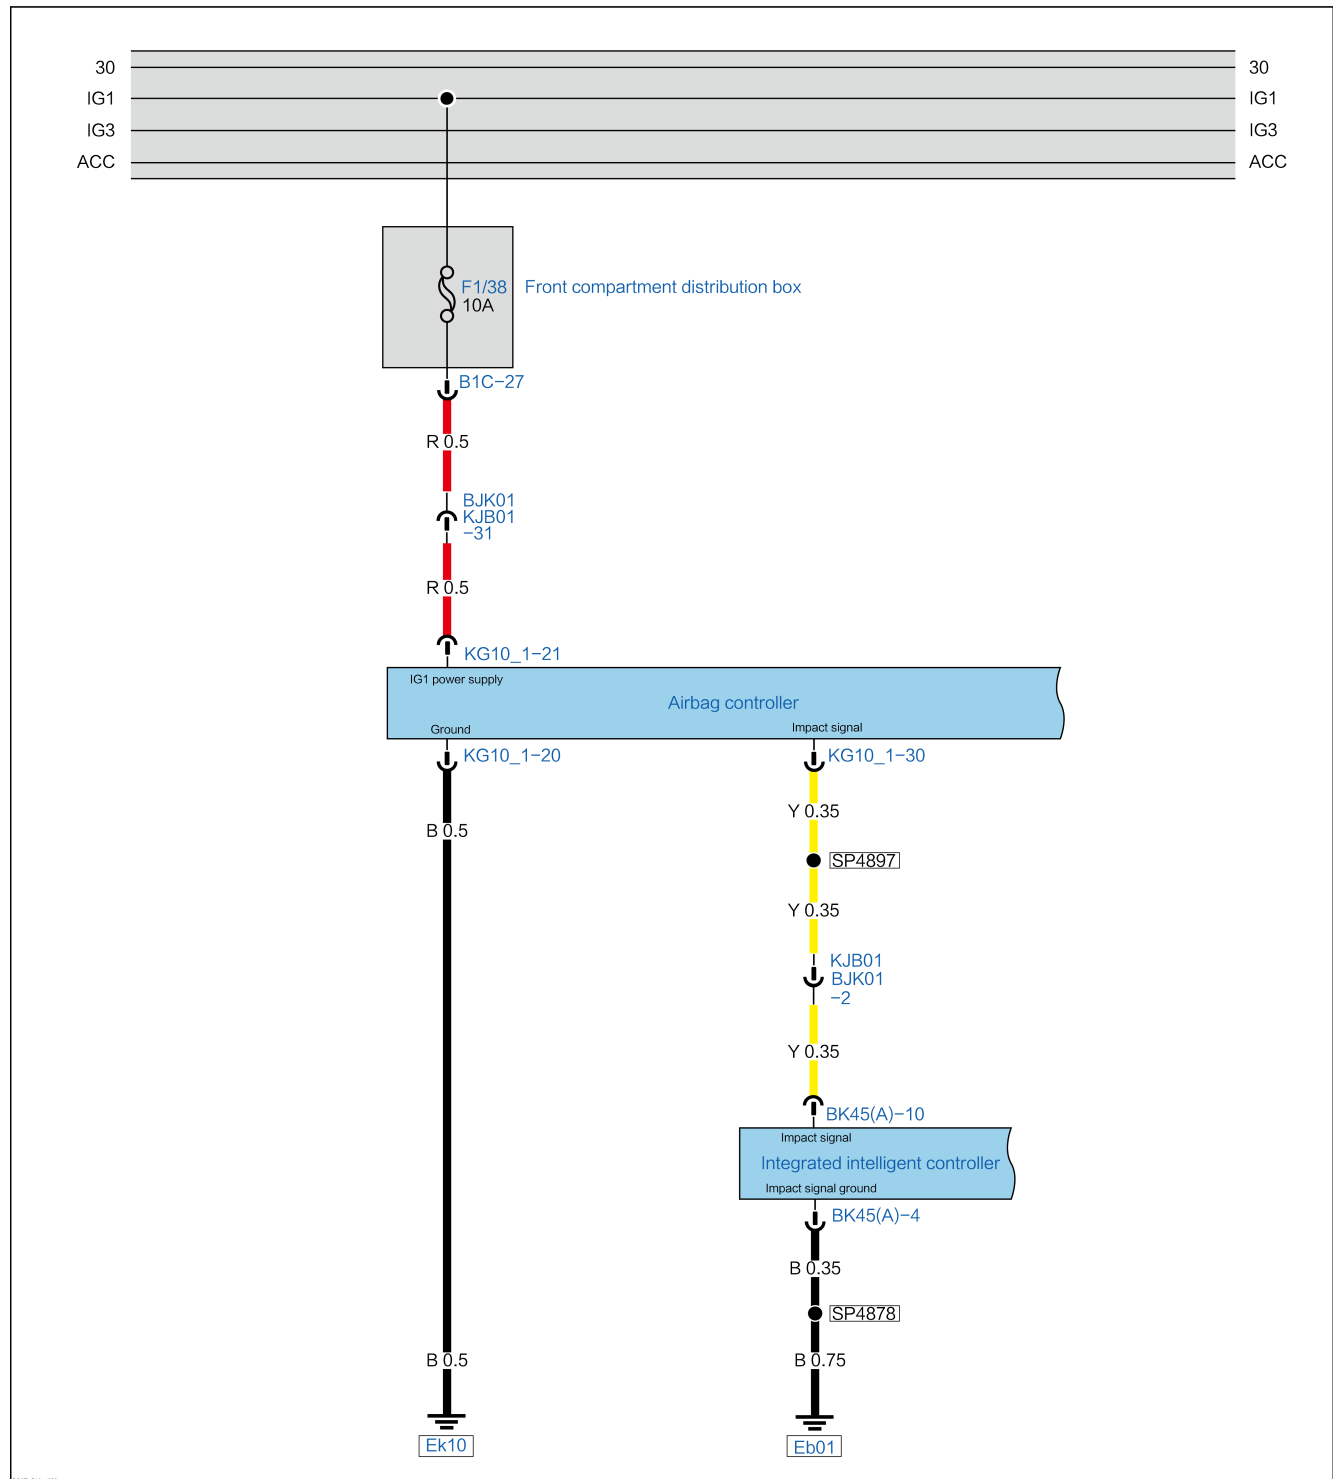 30
30
IG1
IG1
IG3
IG3
ACC
ACC
F1/38
10A
Front compartment distribution box
B1C-27
R 0.5
BJK01
KJB01
-31
R 0.5
KG10_1-21
IG1 power supply
Airbag controller
Ground
Impact signal
KG10_1-20
KG10_1-30
Y 0.35
B 0.5
SP4897
Y 0.35
KJB01
BJK01
-2
Y 0.35
BK45(A)-10
Impact signal
Integrated intelligent controller
Impact signal ground
BK45(A)-4
B 0.35
SP4878
B 0.5
B 0.75
Ek10
Eb01